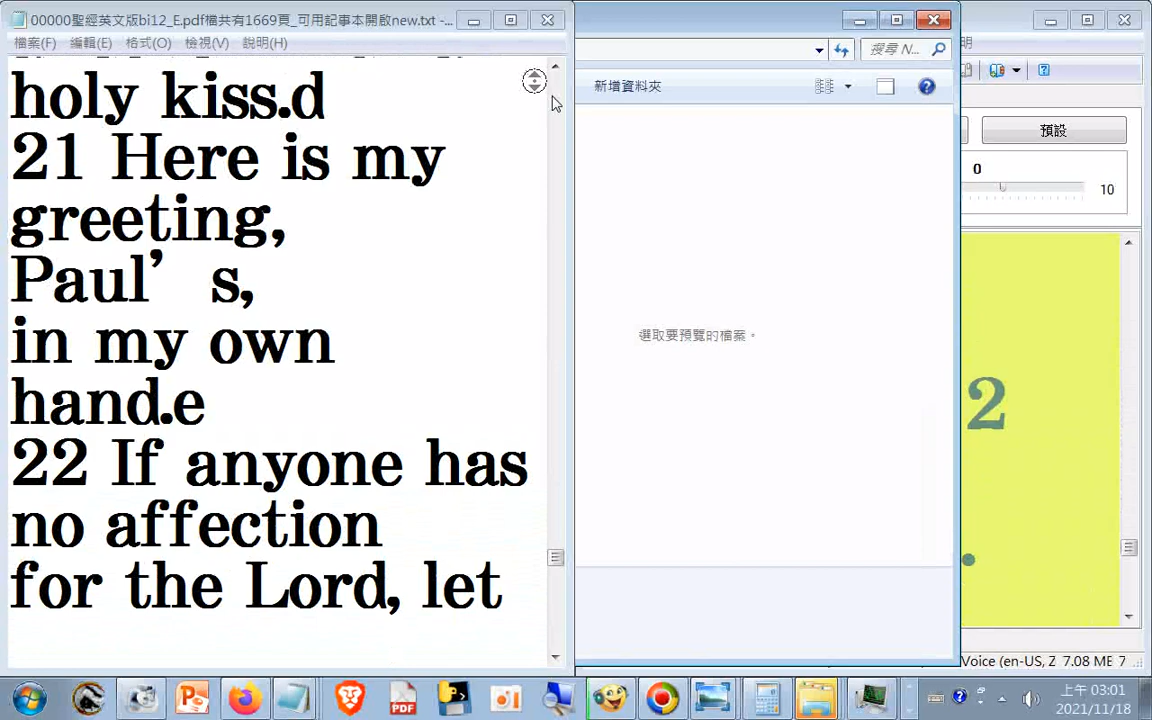 00000聖經英文版bi12_E.pdf檔共有1669頁_可用記事本開啟new.txt -...
檔案(F) 編輯(E) 格式(O) 檢視(V) 說明(H)
holy kiss.d
21 Here is my
greeting,
Paul’ s,
in my own
hand.e
22 If anyone has
no affection
for the Lord, let
搜尋 N...
新增資料夾
選取要預覽的檔案。
明
預設
0
10
2
.
Voice (en-US, Z 7.08 ME 7
PDF
上午 03:01
2021/11/18